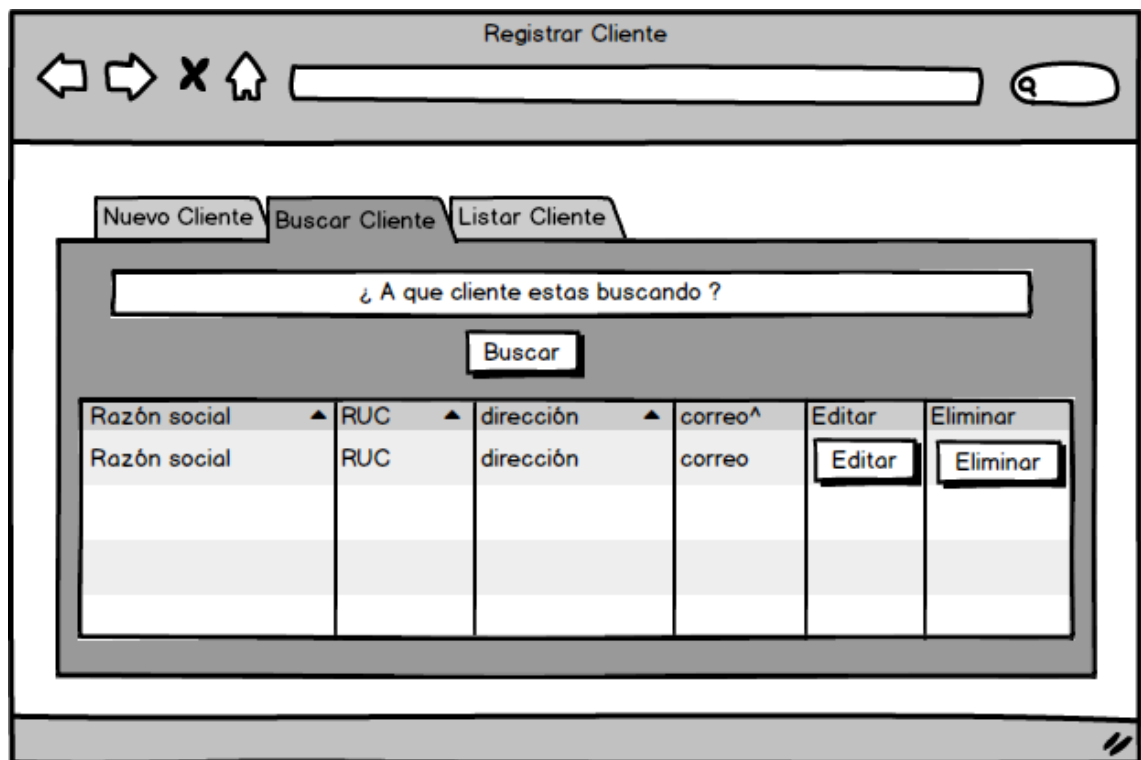 Registrar Cliente
Nuevo Cliente Buscar Cliente Listar Cliente
¿ A que cliente estas buscando ?
Buscar
Razón social RUC dirección correo^ Editar Eliminar
Razón social RUC dirección correo Editar Eliminar